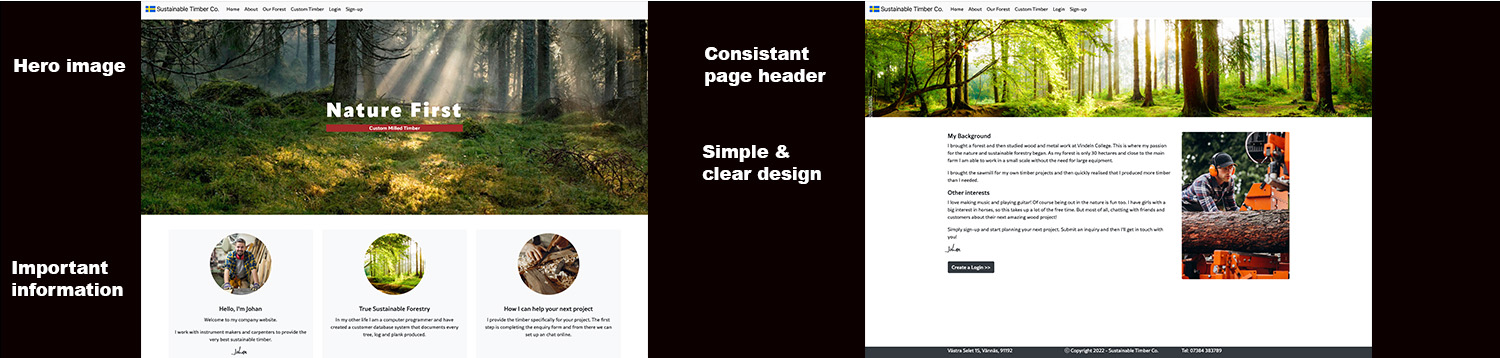 Sustainable Timber Co. Home About Our Forest Custom Timber Login Sign-up
Hero image
Nature First
Custom Milled Timber
Important
information
Hello, I'm Johan
Welcome to my company website.
I work with instrument makers and carpenters to provide the
very best sustainable timber.
Johan
True Sustainable Forestry
In my other life I am a computer programmer and have
created a customer database system that documents every
tree, log and plank produced.
How I can help your next project
I provide the timber specifically for your project. The first
step is completing the enquiry form and from there we can
set up an chat online.
Consistant
page header
Simple &
clear design
Sustainable Timber Co. Home About Our Forest Custom Timber Login Sign-up
My Background
I brought a forest and then studied wood and metal work at Vindeln College. This is where my passion
for the nature and sustainable forestry began. As my forest is only 30 hectares and close to the main
farm I am able to work in a small scale without the need for large equipment.
I brought the sawmill for my own timber projects and then quickly realised that I produced more timber
than I needed.
Other interests
I love making music and playing guitar! Of course being out in the nature is fun too. I have girls with a
big interest in horses, so this takes up a lot of the free time. But most of all, chatting with friends and
customers about their next amazing wood project!
Simply sign-up and start planning your next project. Submit an inquiry and then I'll get in touch with
you!
Johan
Create a Login >>
Västra Selet 15, Vännäs, 91192
© Copyright 2022 - Sustainable Timber Co.
Tel: 07384 383789